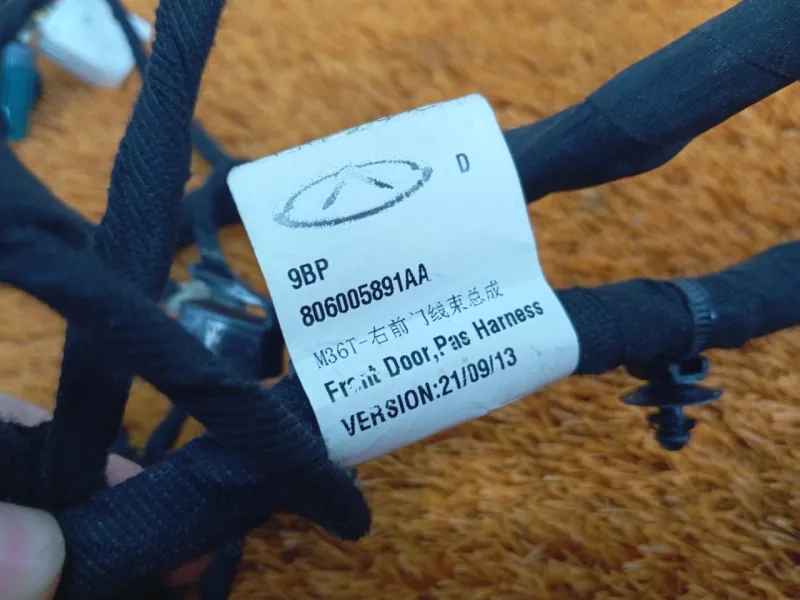 D
9BP
806005891AA
M36T-右前门线束总成
Front Door,Pas Harness
VERSION:21/09/13